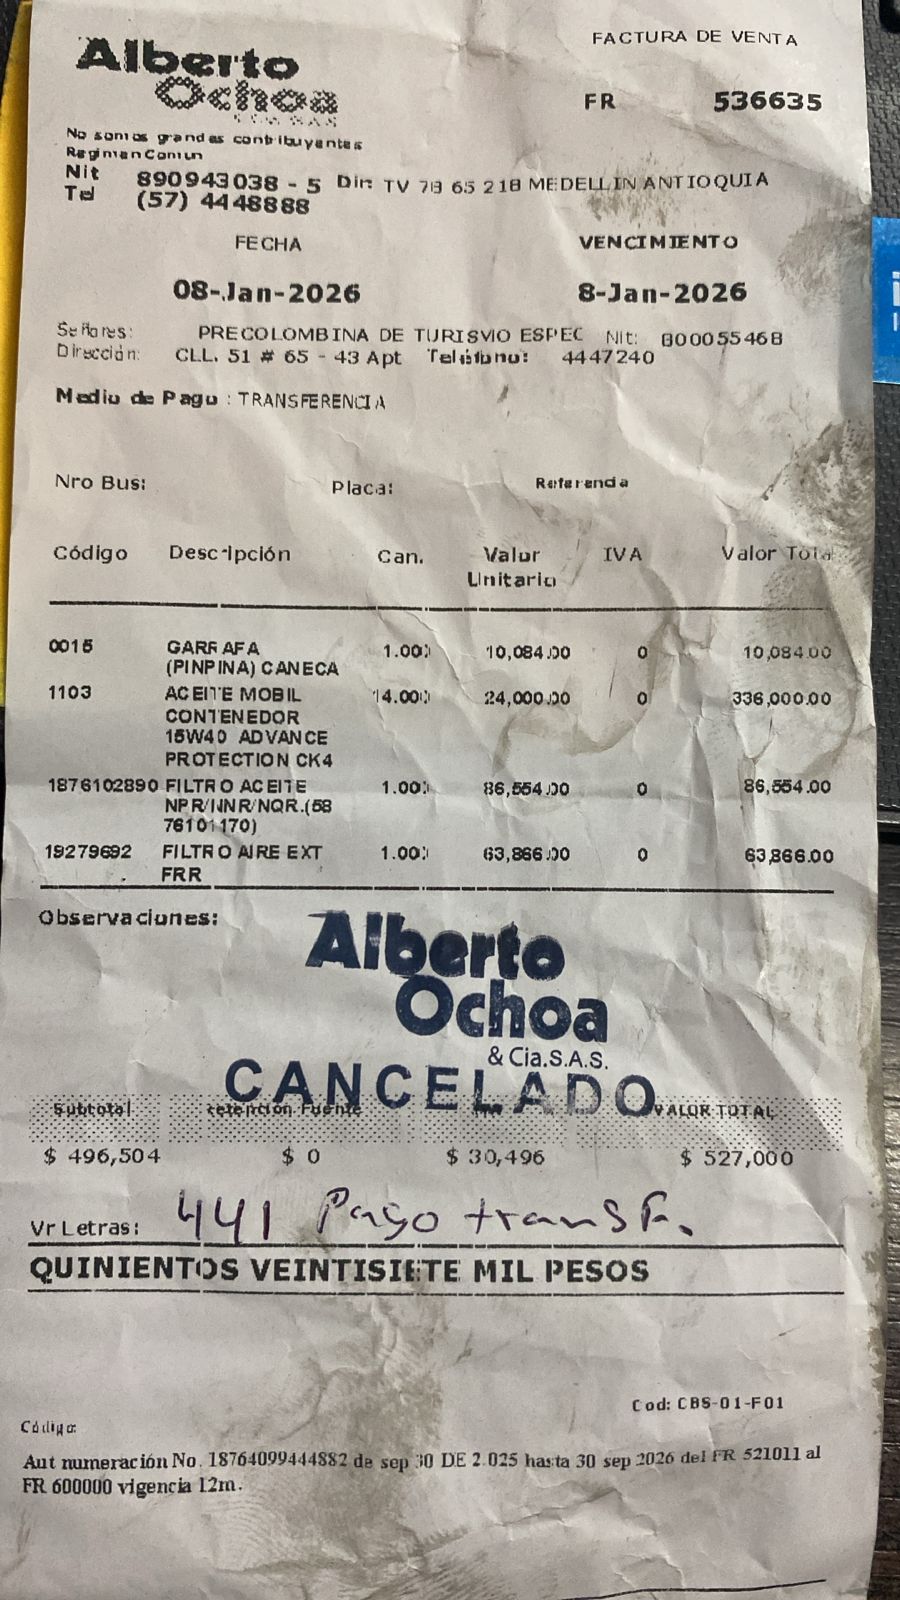 FACTURA DE VENTA
Alberto
Ochoa
FR 536635
No somos grandes contribuyentes
Regimen Comun
Nit 890943038 - 5 Dir: TV 78 65 218 MEDELLIN ANTIOQUIA
Tel (57) 4448888
FECHA VENCIMIENTO
08-Jan-2026 8-Jan-2026
Señores: PRECOLOMBINA DE TURISMO ESPEC Nit: 800055468
Dirección: CLL. 51 # 65 - 43 Apt Teléfono: 4447240
Medio de Pago : TRANSFERENCIA
Nro Bus: Placa: Referencia
Código Descripción Can. Valor Unitario IVA Valor Total
0015 GARRAFA 1.00 10,084.00 0 10,084.00
(PINPINA) CANECA
1103 ACEITE MOBIL 14.00 24,000.00 0 336,000.00
CONTENEDOR
15W40 ADVANCE
PROTECTION CK4
1876102890 FILTRO ACEITE 1.00 86,554.00 0 86,554.00
NPR/NNR/NQR.(58
76101170)
19279692 FILTRO AIRE EXT 1.00 63,866.00 0 63,866.00
FRR
Observaciones:
Alberto
Ochoa
& Cia.S.A.S.
CANCELADO
Subtotal retención Fuente VALOR TOTAL
$ 496,504 $ 0 $ 30,496 $ 527,000
Vr Letras: 441 Pago transf.
QUINIENTOS VEINTISIETE MIL PESOS
Cod: CBS-01-F01
Código:
Aut numeración No. 18764099444882 de sep 30 DE 2.025 hasta 30 sep 2026 del FR 521011 al
FR 600000 vigencia 12m.